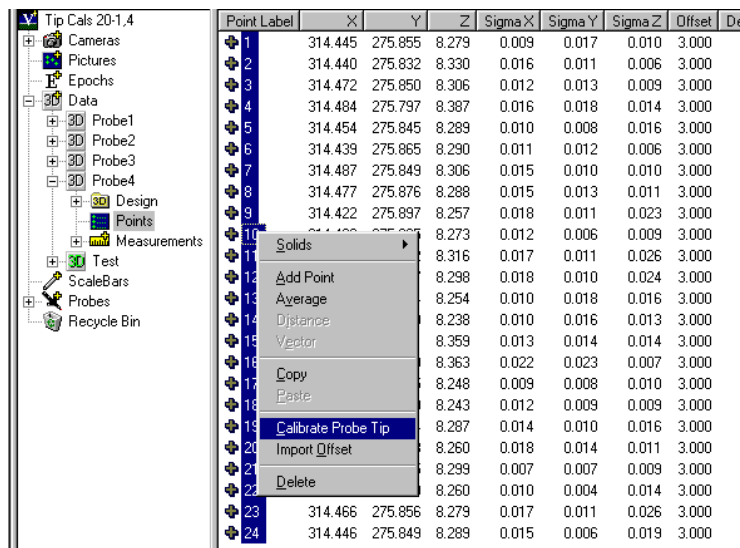 Tip Cals 20-1,4
Cameras
Pictures
Epochs
Data
3D Probe1
3D Probe2
3D Probe3
3D Probe4
3D Design
Points
Measurements
3D Test
ScaleBars
Probes
Recycle Bin
Point Label X Y Z Sigma X Sigma Y Sigma Z Offset De
1 314.445 275.855 8.279 0.009 0.017 0.010 3.000
2 314.440 275.832 8.330 0.016 0.011 0.006 3.000
3 314.472 275.850 8.306 0.012 0.013 0.009 3.000
4 314.484 275.797 8.387 0.016 0.018 0.014 3.000
5 314.454 275.845 8.289 0.010 0.008 0.016 3.000
6 314.439 275.865 8.290 0.011 0.012 0.006 3.000
7 314.487 275.849 8.306 0.015 0.010 0.010 3.000
8 314.477 275.876 8.288 0.015 0.013 0.011 3.000
9 314.422 275.897 8.257 0.018 0.011 0.023 3.000
10 8.273 0.012 0.006 0.009 3.000
11 8.316 0.017 0.011 0.026 3.000
12 8.298 0.018 0.010 0.024 3.000
13 8.254 0.010 0.018 0.016 3.000
14 8.238 0.010 0.016 0.013 3.000
15 8.359 0.013 0.014 0.014 3.000
16 8.363 0.022 0.023 0.007 3.000
17 8.248 0.009 0.008 0.010 3.000
18 8.243 0.012 0.009 0.009 3.000
19 8.287 0.014 0.010 0.016 3.000
20 8.260 0.018 0.014 0.011 3.000
21 8.299 0.007 0.007 0.009 3.000
22 8.260 0.010 0.004 0.014 3.000
23 314.466 275.856 8.279 0.017 0.011 0.026 3.000
24 314.446 275.849 8.289 0.015 0.006 0.019 3.000
Solids
Add Point
Average
Distance
Vector
Copy
Paste
Calibrate Probe Tip
Import Offset
Delete